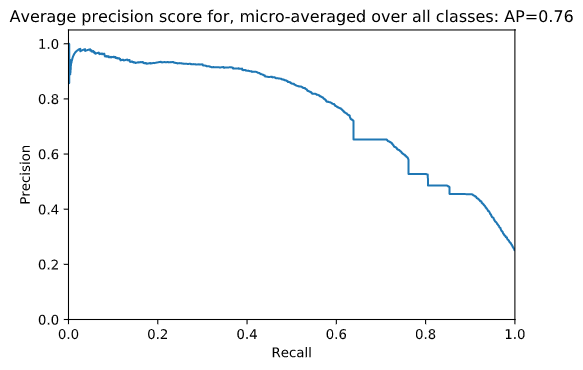 Average precision score for, micro-averaged over all classes: AP=0.76
1.0
0.8
0.6
0.4
0.2
0.0
Precision
0.0 0.2 0.4 0.6 0.8 1.0
Recall